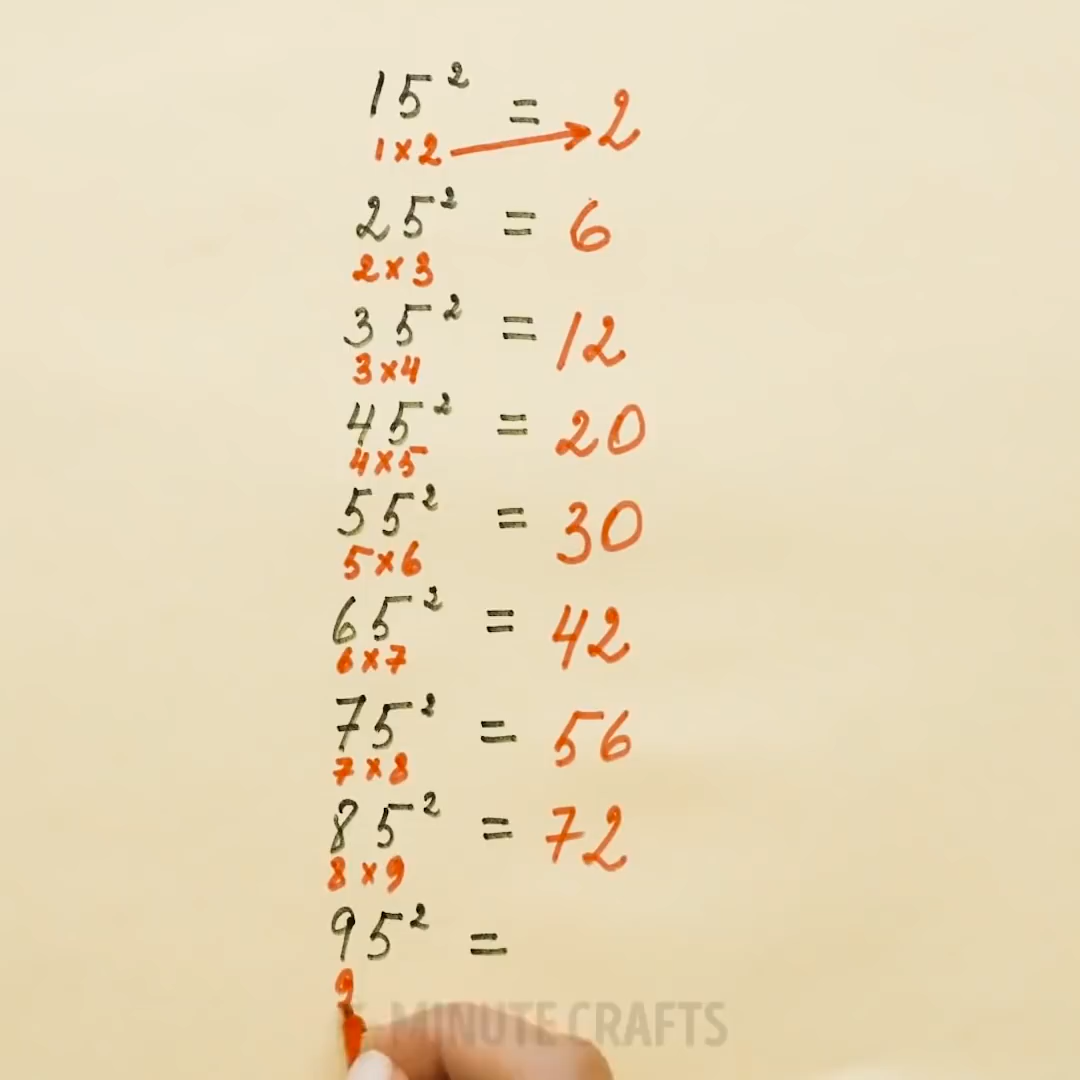 15² = 2
1×2
25² = 6
2×3
35² = 12
3×4
45² = 20
4×5
55² = 30
5×6
65² = 42
6×7
75² = 56
7×8
85² = 72
8×9
95² =
9
MINUTE CRAFTS